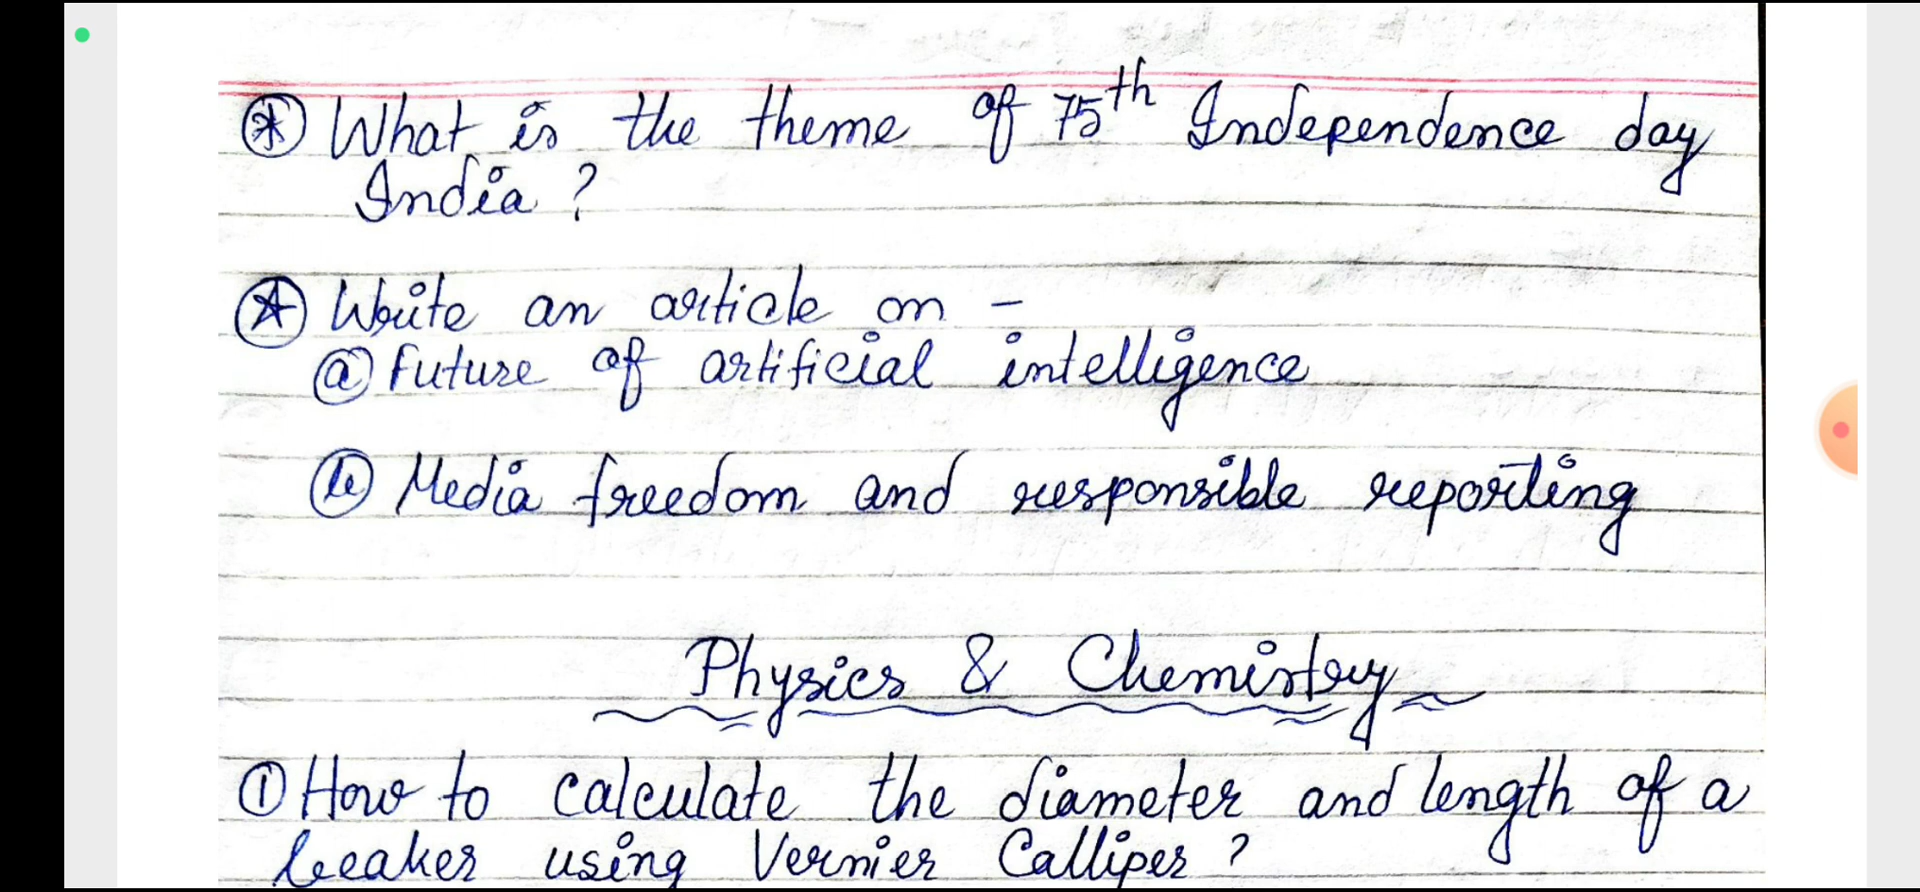 * What is the theme of 75th Independence day
India ?
* Write an article on -
a Future of artificial intelligence
b Media freedom and responsible reporting
Physics & Chemistry
1 How to calculate the diameter and length of a
beaker using Vernier Calliper ?